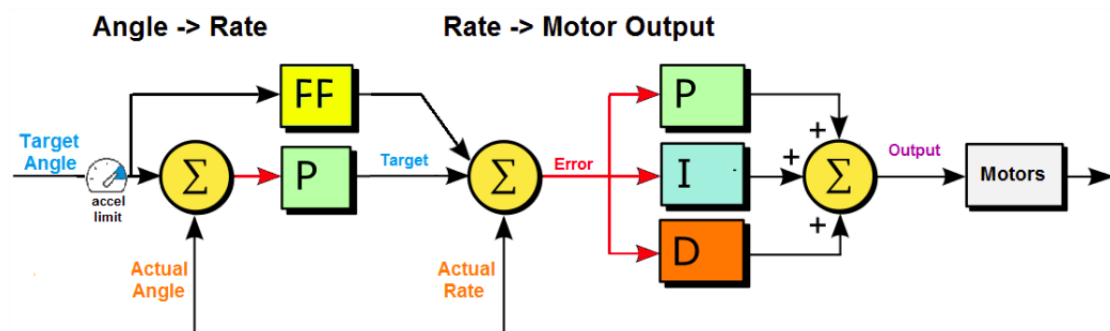 Angle -> Rate
Rate -> Motor Output
FF
P
Target
Angle
accel
limit
Σ
P
Target
Σ
Error
P
I
D
+
+
+
Σ
Output
Motors
Actual
Angle
Actual
Rate